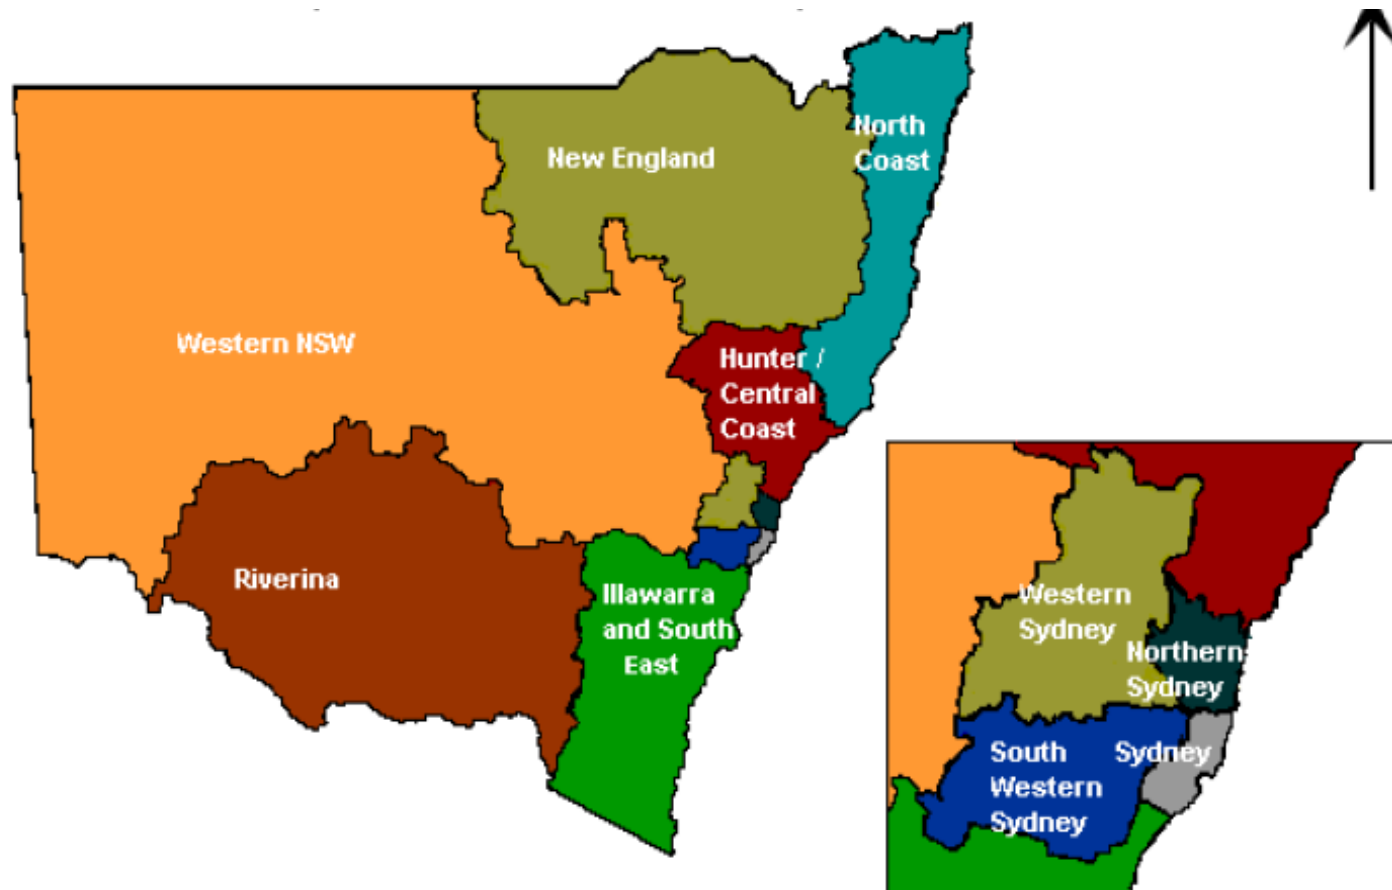 New England
North
Coast
Western NSW
Hunter /
Central
Coast
Riverina
Illawarra
and South
East
Western
Sydney
Northern
Sydney
South
Western
Sydney
Sydney